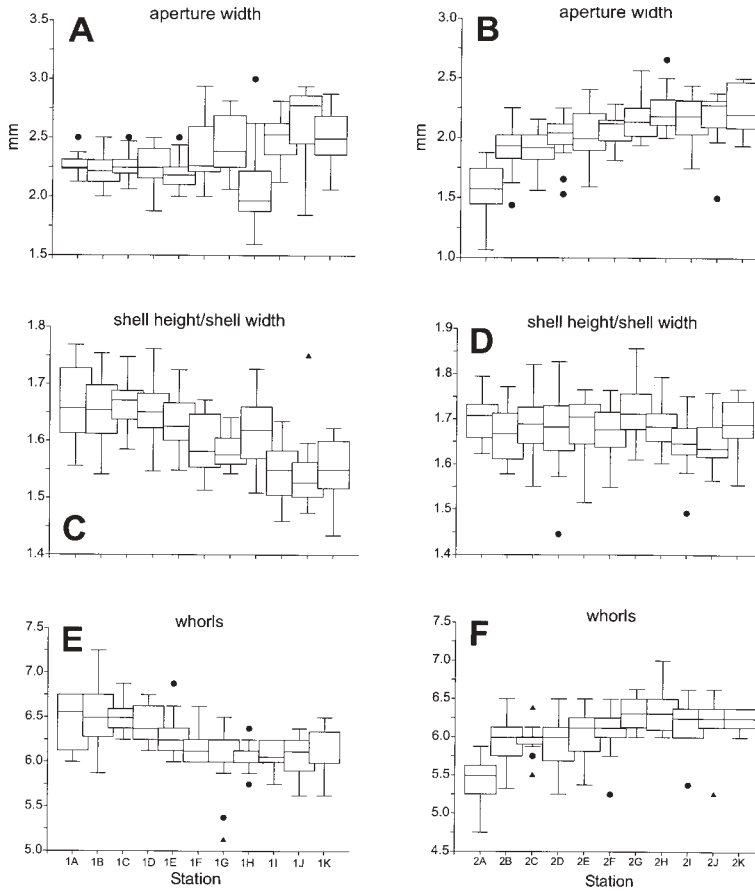 A
aperture width
3.5
3.0
2.5
2.0
1.5
mm
B
aperture width
3.0
2.5
2.0
1.5
1.0
mm
shell height/shell width
1.8
1.7
1.6
1.5
1.4
C
shell height/shell width
D
1.9
1.8
1.7
1.6
1.5
1.4
E
whorls
7.5
7.0
6.5
6.0
5.5
5.0
1A 1B 1C 1D 1E 1F 1G 1H 1I 1J 1K
Station
F
whorls
7.5
7.0
6.5
6.0
5.5
5.0
4.5
2A 2B 2C 2D 2E 2F 2G 2H 2I 2J 2K
Station